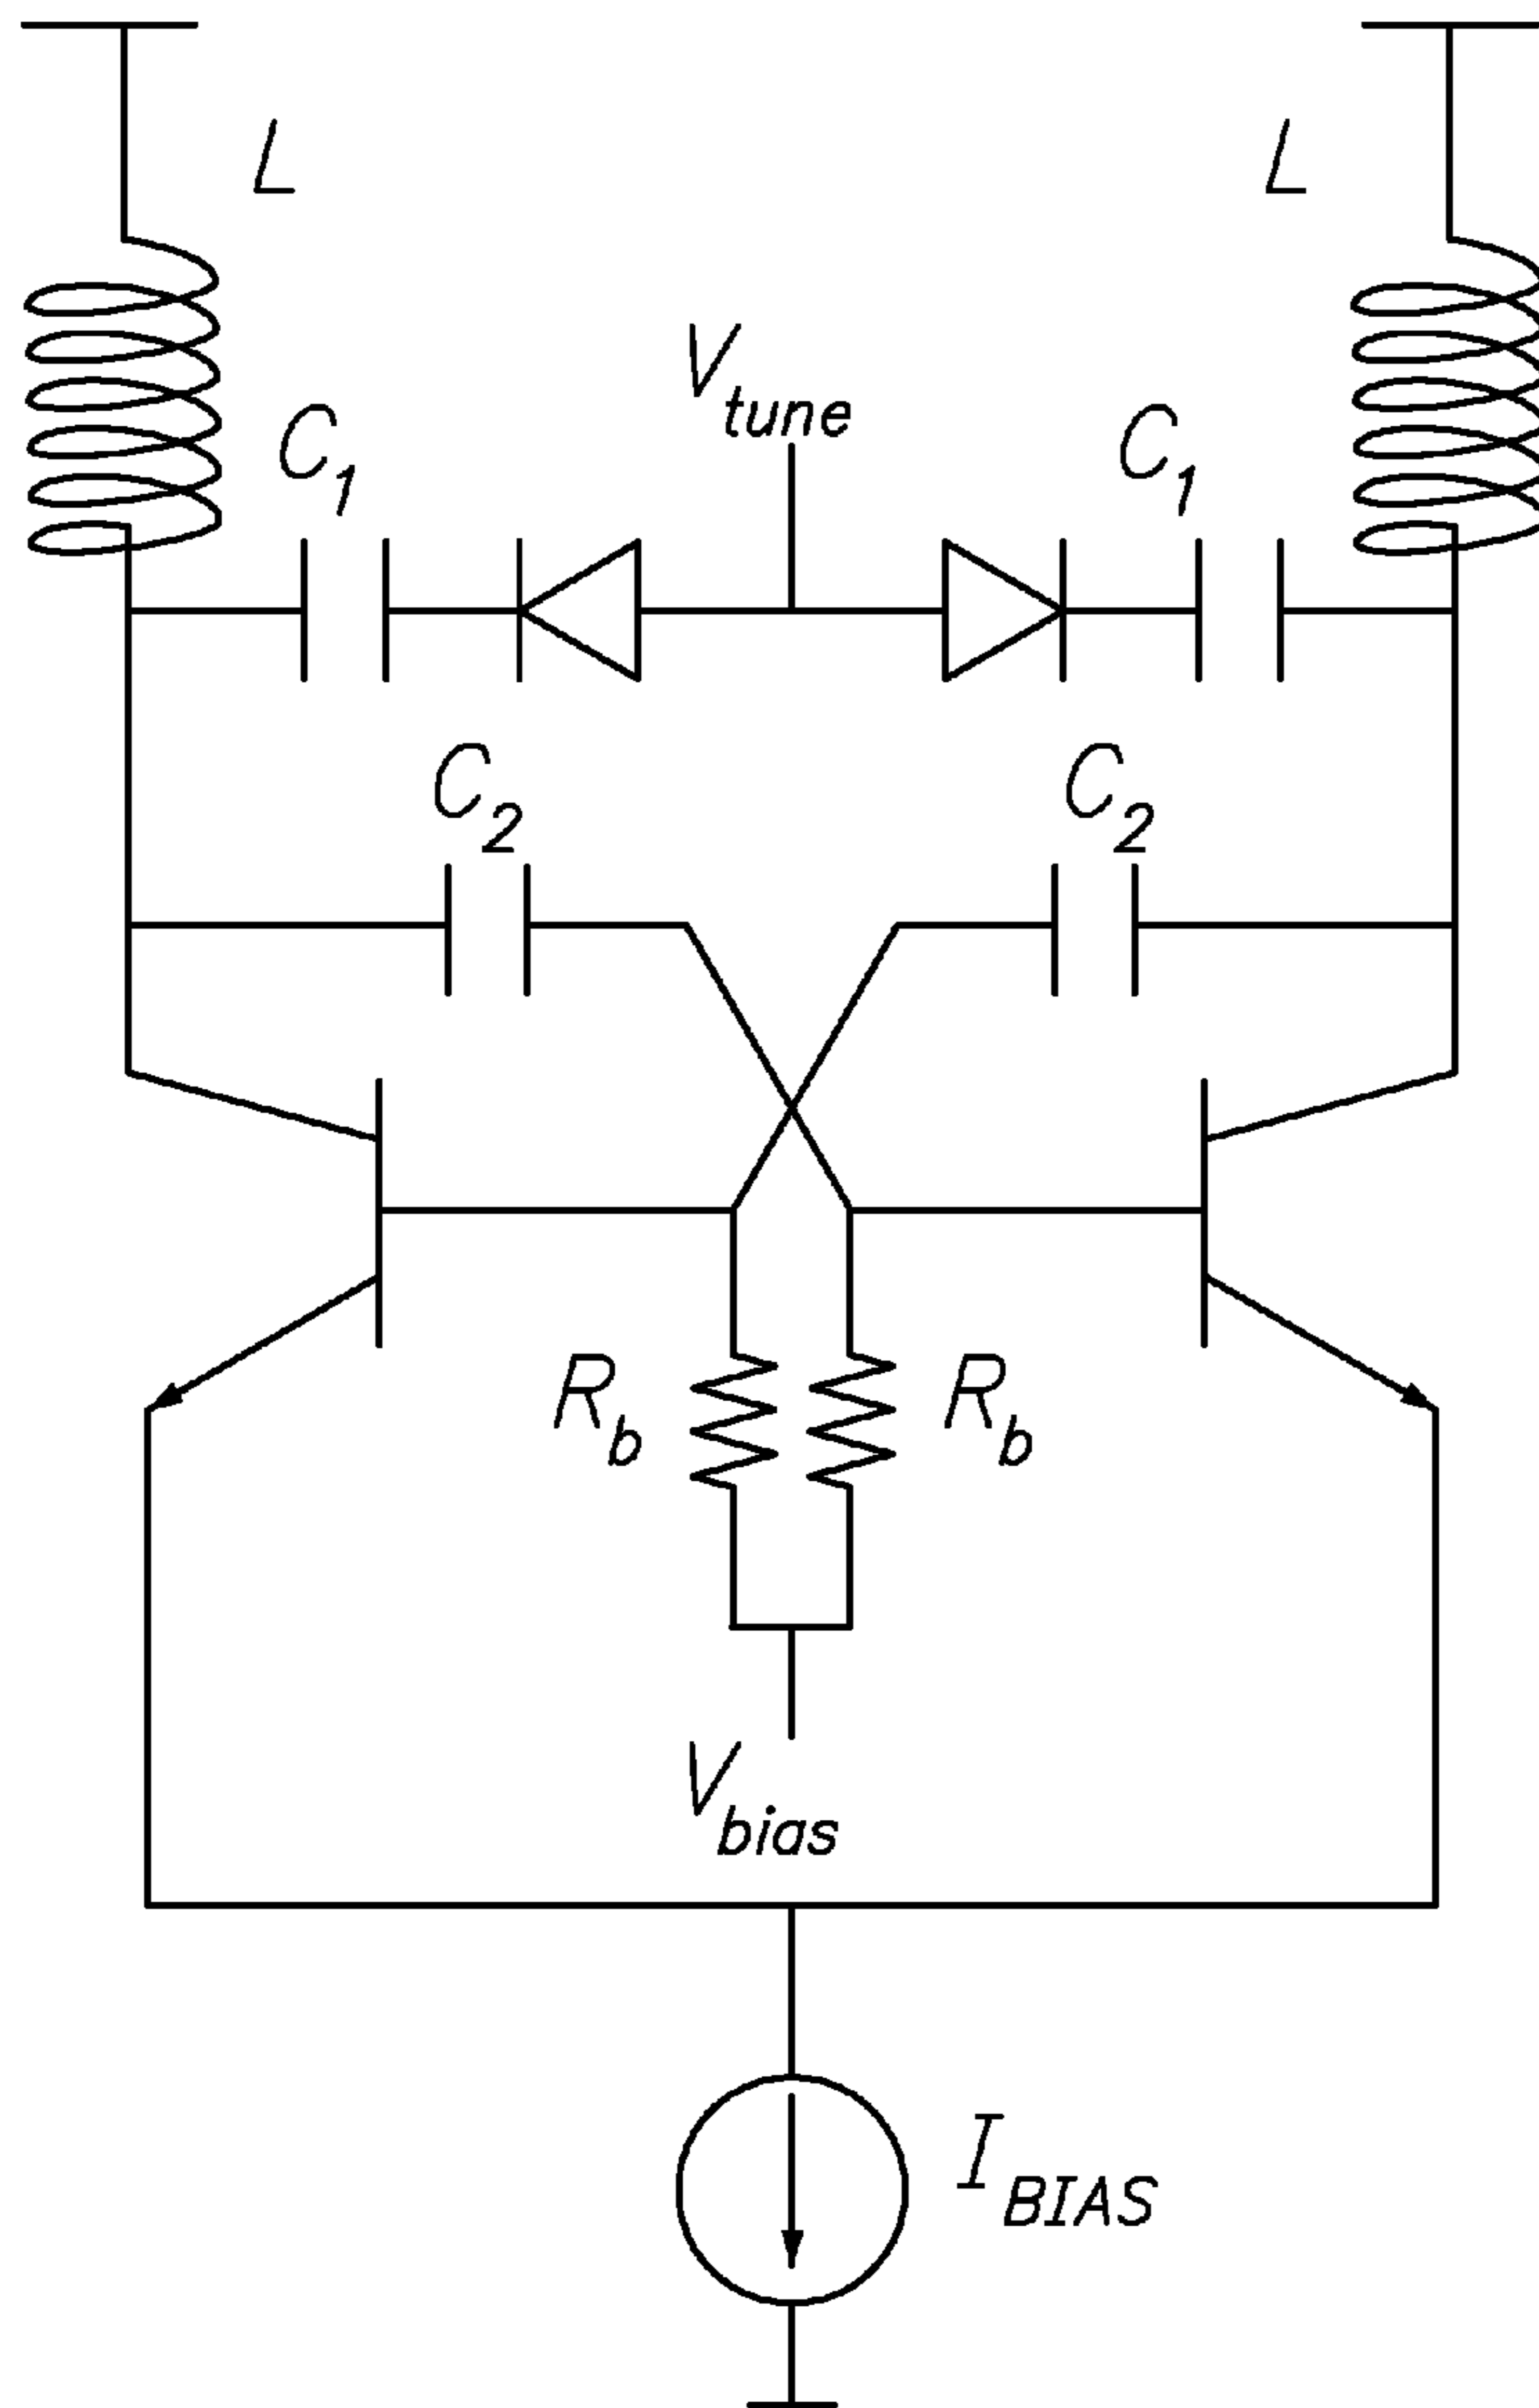 L
L
V_tune
C_1
C_1
C_2
C_2
R_b
R_b
V_bias
I_BIAS